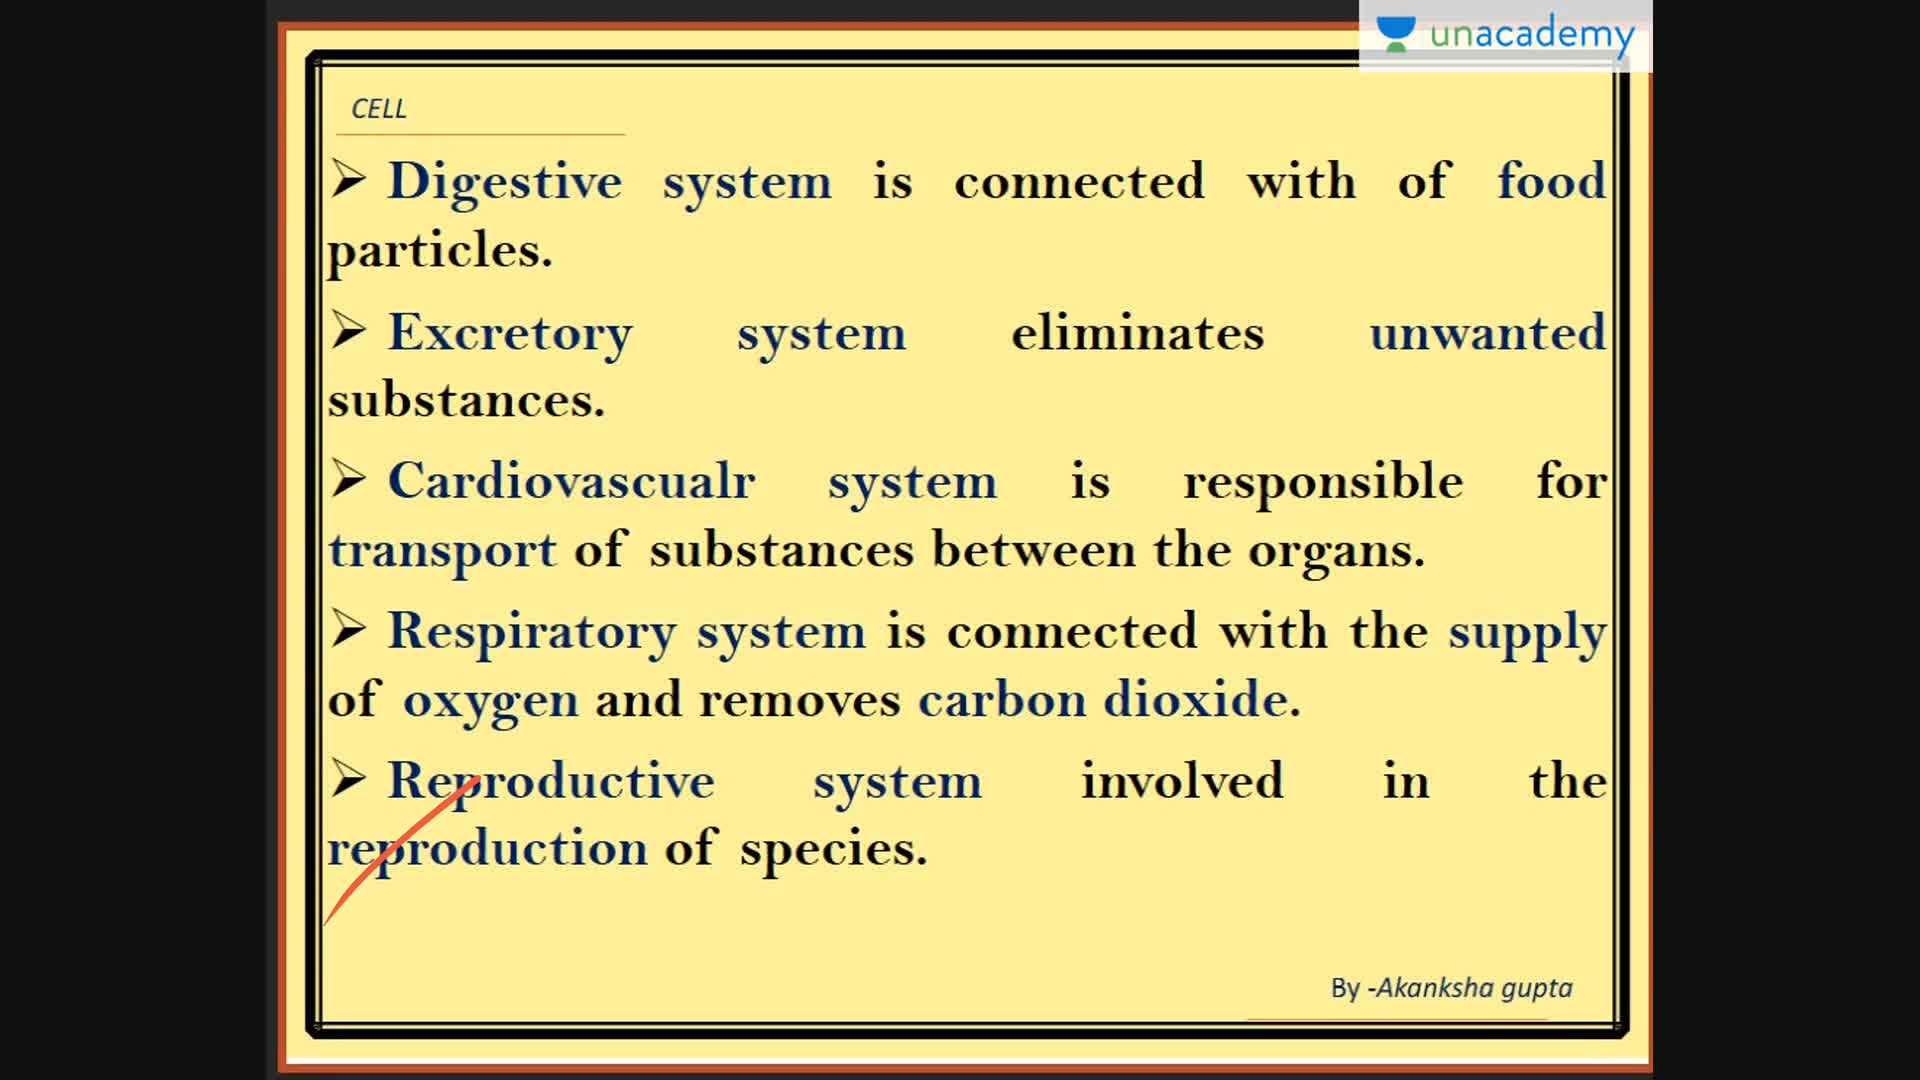 unacademy
CELL
➢ Digestive system is connected with of food
particles.
➢ Excretory system eliminates unwanted
substances.
➢ Cardiovascualr system is responsible for
transport of substances between the organs.
➢ Respiratory system is connected with the supply
of oxygen and removes carbon dioxide.
➢ Reproductive system involved in the
reproduction of species.
By -Akanksha gupta